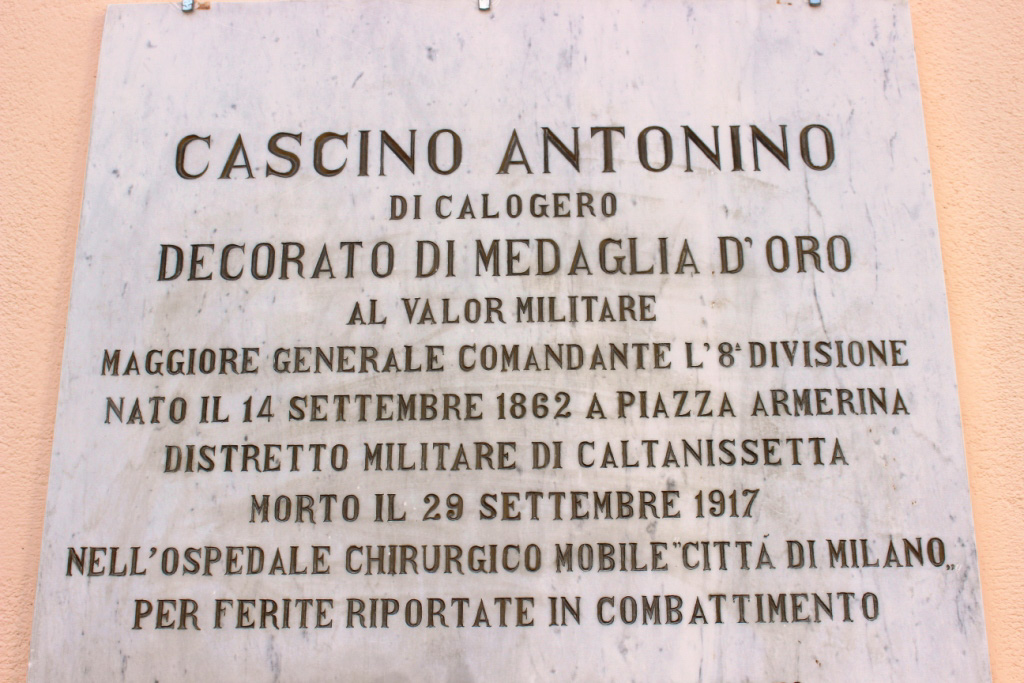 CASCINO ANTONINO
DI CALOGERO
DECORATO DI MEDAGLIA D'ORO
AL VALOR MILITARE
MAGGIORE GENERALE COMANDANTE L'8ª DIVISIONE
NATO IL 14 SETTEMBRE 1862 A PIAZZA ARMERINA
DISTRETTO MILITARE DI CALTANISSETTA
MORTO IL 29 SETTEMBRE 1917
NELL'OSPEDALE CHIRURGICO MOBILE "CITTÁ DI MILANO„
PER FERITE RIPORTATE IN COMBATTIMENTO